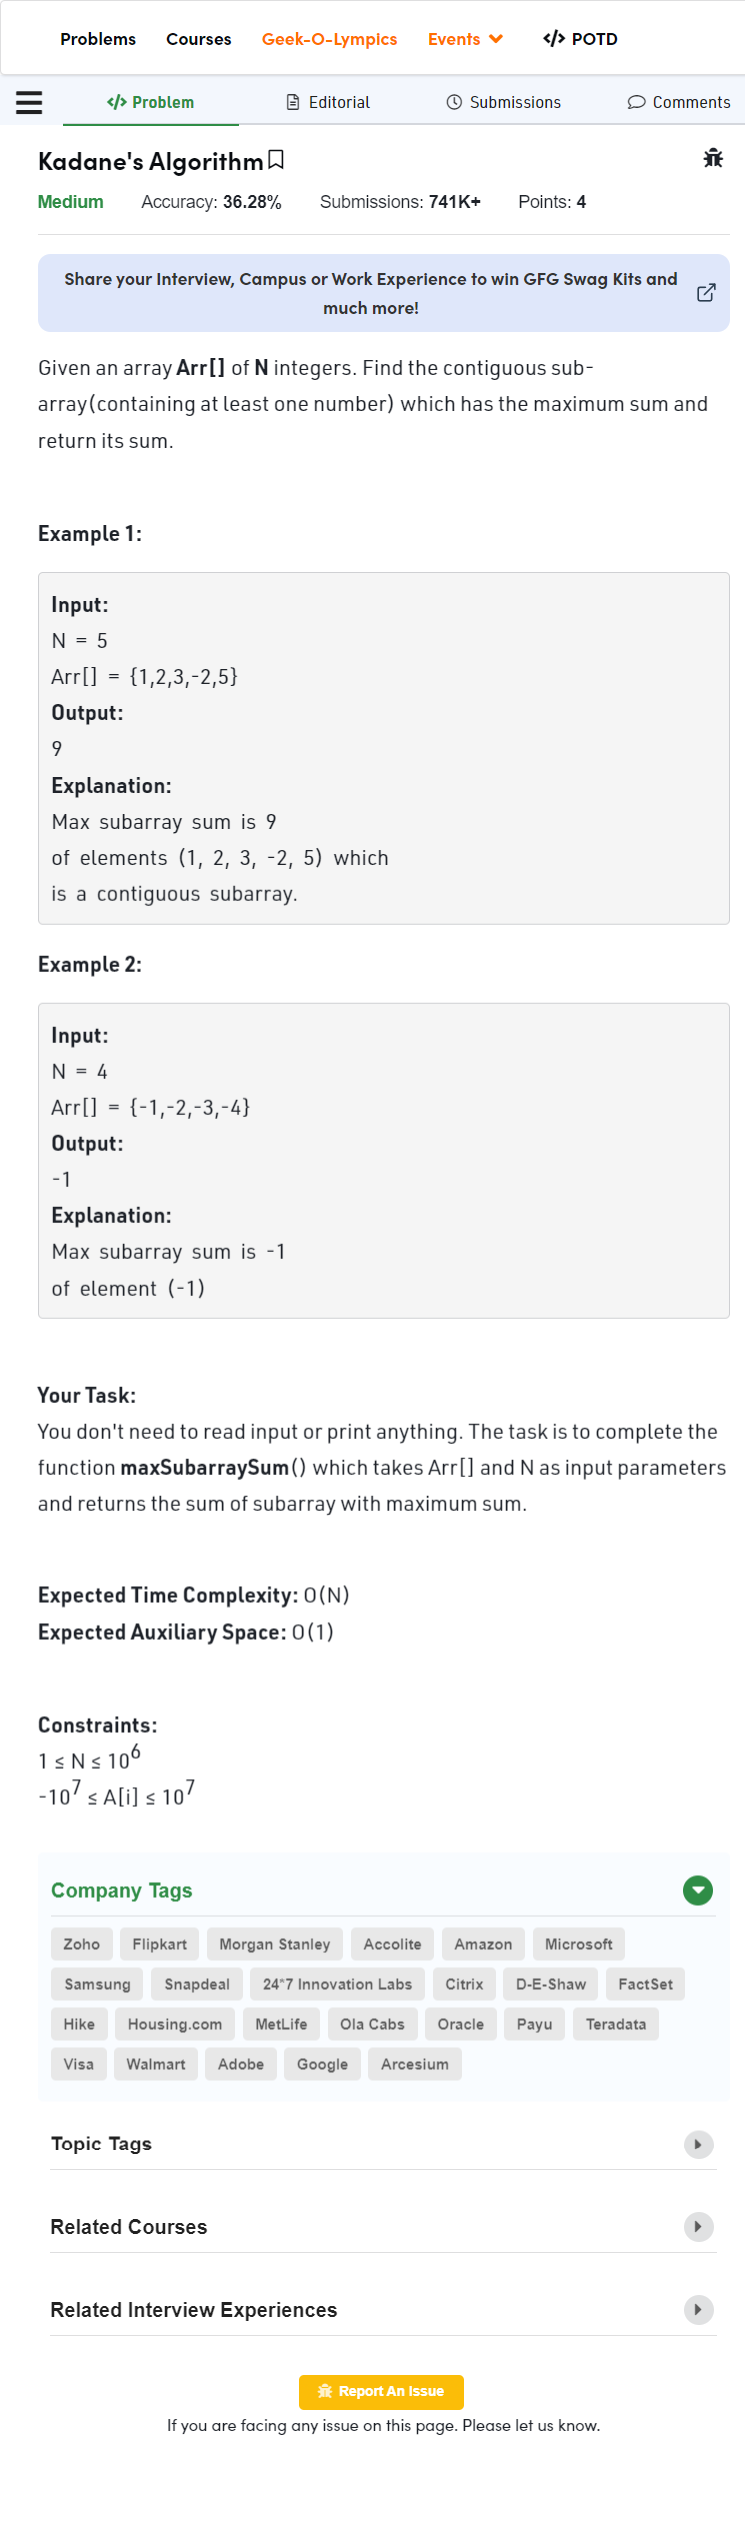 Problems Courses Geek-O-Lympics Events </> POTD
</> Problem Editorial Submissions Comments
Kadane's Algorithm
Medium Accuracy: 36.28% Submissions: 741K+ Points: 4
Share your Interview, Campus or Work Experience to win GFG Swag Kits and
much more!
Given an array Arr[] of N integers. Find the contiguous sub-
array(containing at least one number) which has the maximum sum and
return its sum.
Example 1:
Input:
N = 5
Arr[] = {1,2,3,-2,5}
Output:
9
Explanation:
Max subarray sum is 9
of elements (1, 2, 3, -2, 5) which
is a contiguous subarray.
Example 2:
Input:
N = 4
Arr[] = {-1,-2,-3,-4}
Output:
-1
Explanation:
Max subarray sum is -1
of element (-1)
Your Task:
You don't need to read input or print anything. The task is to complete the
function maxSubarraySum() which takes Arr[] and N as input parameters
and returns the sum of subarray with maximum sum.
Expected Time Complexity: O(N)
Expected Auxiliary Space: O(1)
Constraints:
1 ≤ N ≤ 10⁶
-10⁷ ≤ A[i] ≤ 10⁷
Company Tags
Zoho Flipkart Morgan Stanley Accolite Amazon Microsoft
Samsung Snapdeal 24*7 Innovation Labs Citrix D-E-Shaw FactSet
Hike Housing.com MetLife Ola Cabs Oracle Payu Teradata
Visa Walmart Adobe Google Arcesium
Topic Tags
Related Courses
Related Interview Experiences
Report An Issue
If you are facing any issue on this page. Please let us know.